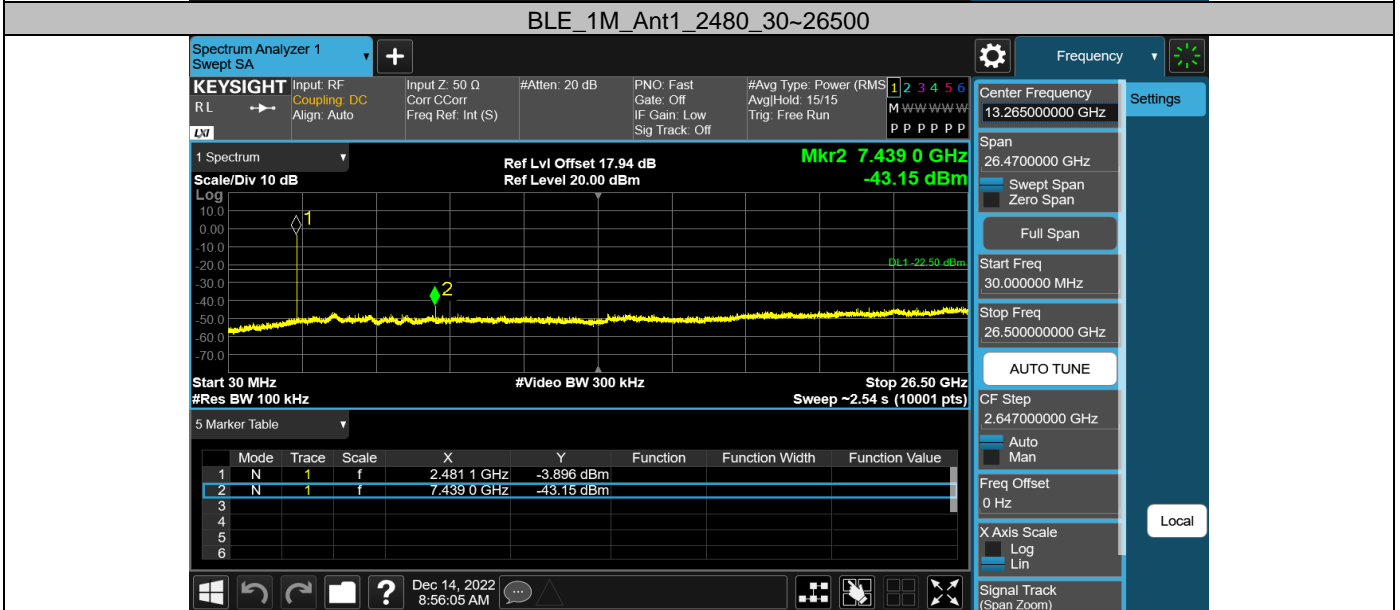 BLE_1M_Ant1_2480_30~26500
Spectrum Analyzer 1
Swept SA
+
Frequency
KEYSIGHT
RL
LXI
Input: RF
Coupling: DC
Align: Auto
Input Z: 50 Ω
Corr CCorr
Freq Ref: Int (S)
#Atten: 20 dB
PNO: Fast
Gate: Off
IF Gain: Low
Sig Track: Off
#Avg Type: Power (RMS
Avg|Hold: 15/15
Trig: Free Run
1 2 3 4 5 6
M W W W W W
P P P P P P
1 Spectrum
Scale/Div 10 dB
Ref Lvl Offset 17.94 dB
Ref Level 20.00 dBm
Mkr2 7.439 0 GHz
-43.15 dBm
Log
10.0
0.00
-10.0
-20.0
-30.0
-40.0
-50.0
-60.0
-70.0
1
2
DL1 -22.50 dBm
Start 30 MHz
#Res BW 100 kHz
#Video BW 300 kHz
Stop 26.50 GHz
Sweep ~2.54 s (10001 pts)
5 Marker Table
Mode Trace Scale X Y Function Function Width Function Value
1 N 1 f 2.481 1 GHz -3.896 dBm
2 N 1 f 7.439 0 GHz -43.15 dBm
3
4
5
6
Center Frequency
13.265000000 GHz
Settings
Span
26.4700000 GHz
Swept Span
Zero Span
Full Span
Start Freq
30.000000 MHz
Stop Freq
26.500000000 GHz
AUTO TUNE
CF Step
2.647000000 GHz
Auto
Man
Freq Offset
0 Hz
Local
X Axis Scale
Log
Lin
Signal Track
(Span Zoom)
?
Dec 14, 2022
8:56:05 AM